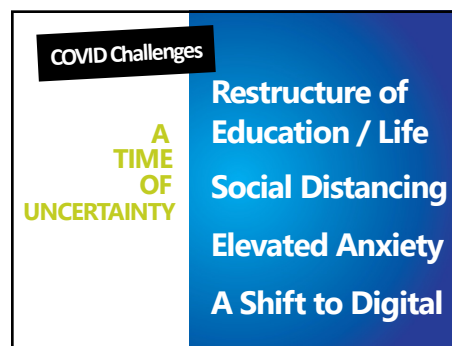 COVID Challenges
A
TIME
OF
UNCERTAINTY
Restructure of
Education / Life
Social Distancing
Elevated Anxiety
A Shift to Digital